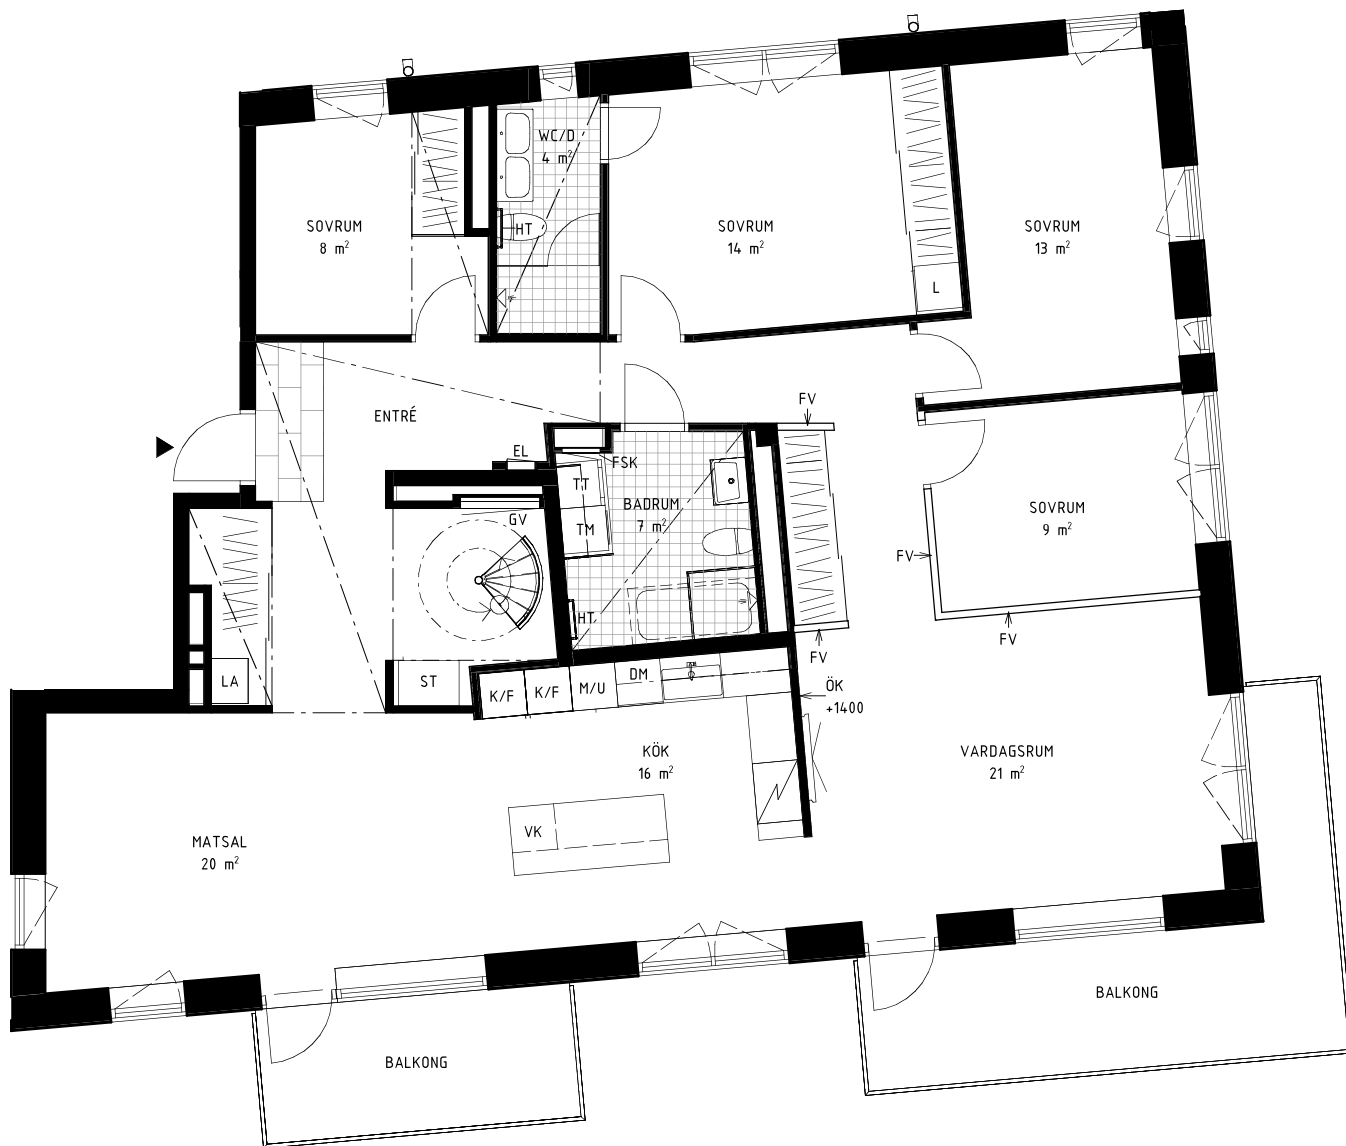 WC/D
4 m²
SOVRUM
8 m²
HT
SOVRUM
14 m²
SOVRUM
13 m²
L
ENTRÉ
FV
EL
FSK
TT
BADRUM
7 m²
GV
TM
SOVRUM
9 m²
FV
HT
FV
FV
LA
ST
K/F
K/F
M/U
DM
ÖK
+1400
KÖK
16 m²
VARDAGSRUM
21 m²
VK
MATSAL
20 m²
BALKONG
BALKONG